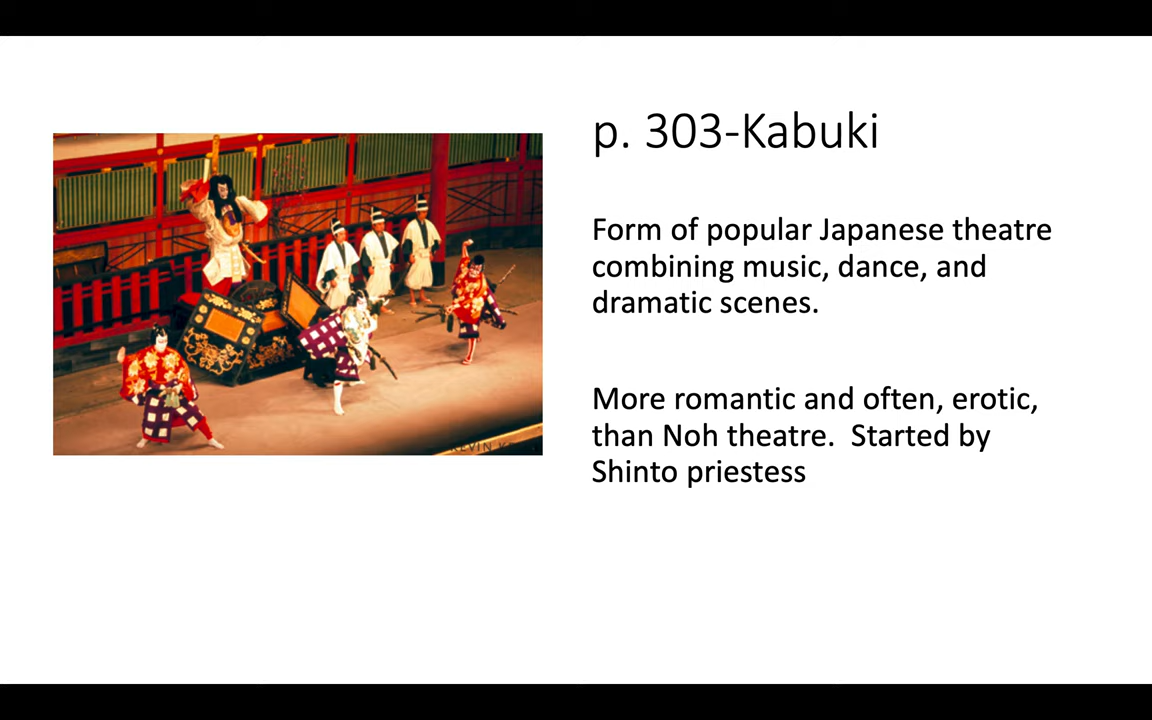 p. 303-Kabuki
Form of popular Japanese theatre
combining music, dance, and
dramatic scenes.
More romantic and often, erotic,
than Noh theatre.  Started by
Shinto priestess
KEVIN